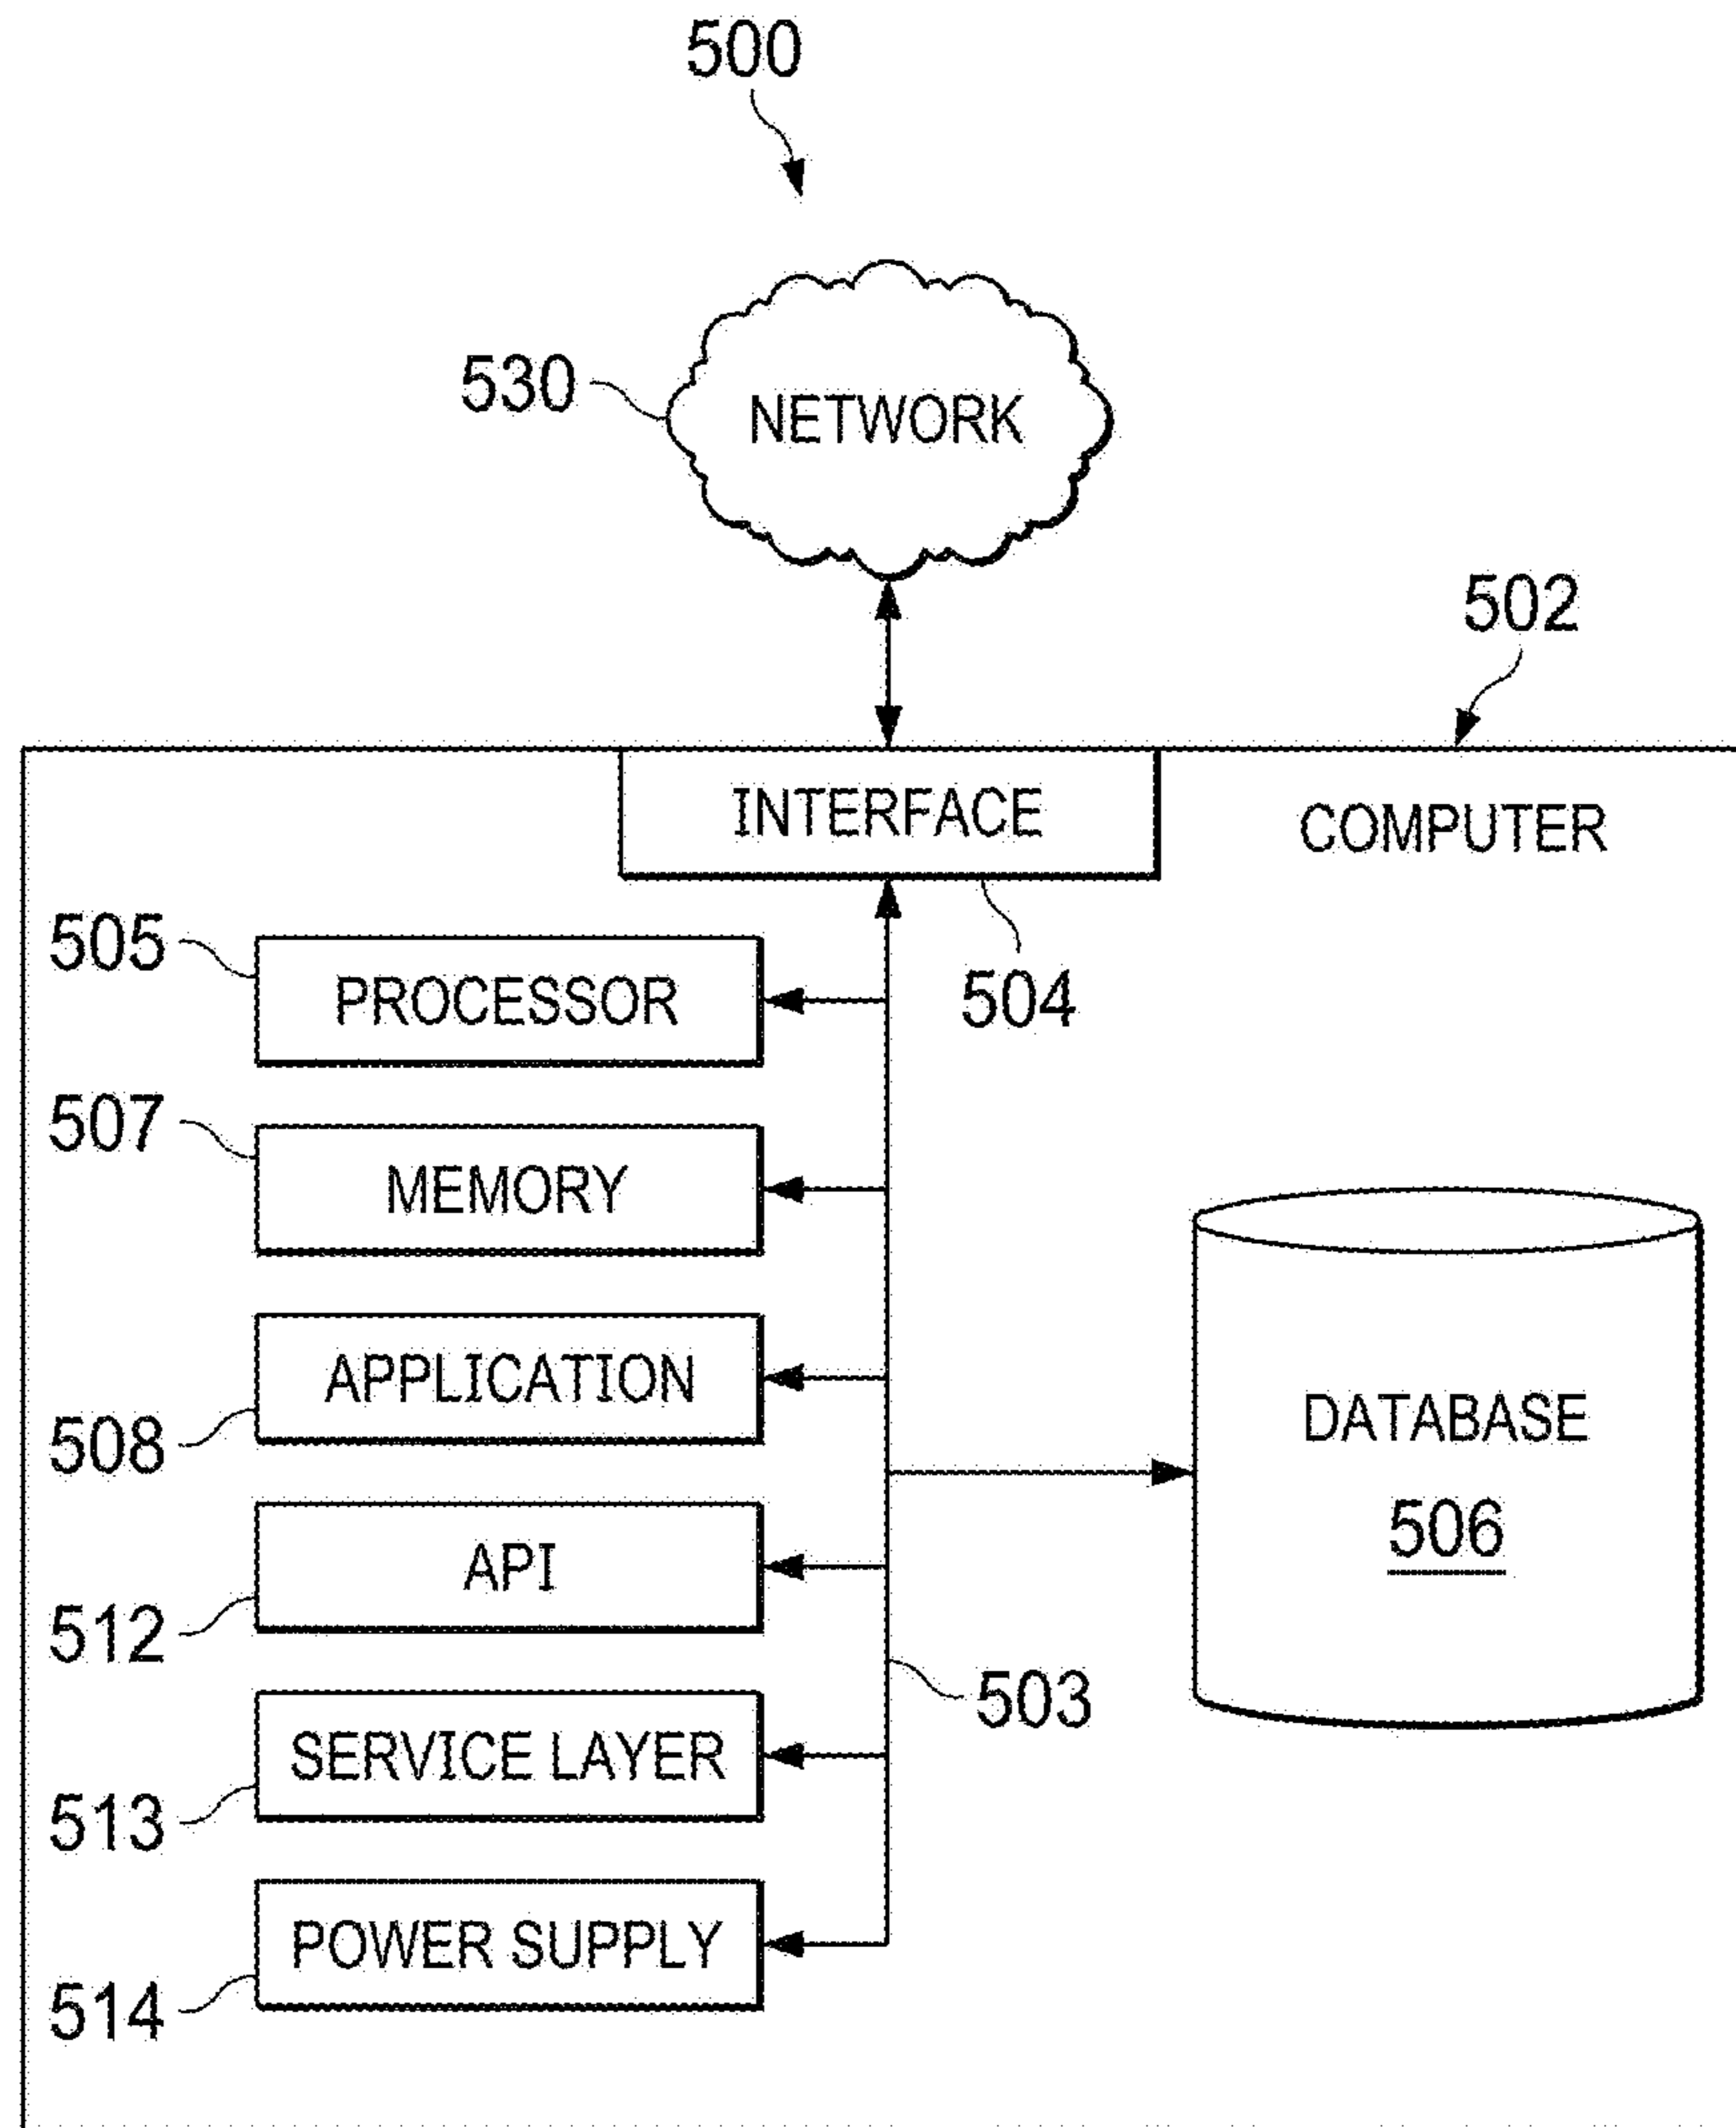 500
530
NETWORK
502
INTERFACE
COMPUTER
505
PROCESSOR
504
507
MEMORY
APPLICATION
508
DATABASE
506
API
512
503
SERVICE LAYER
513
POWER SUPPLY
514